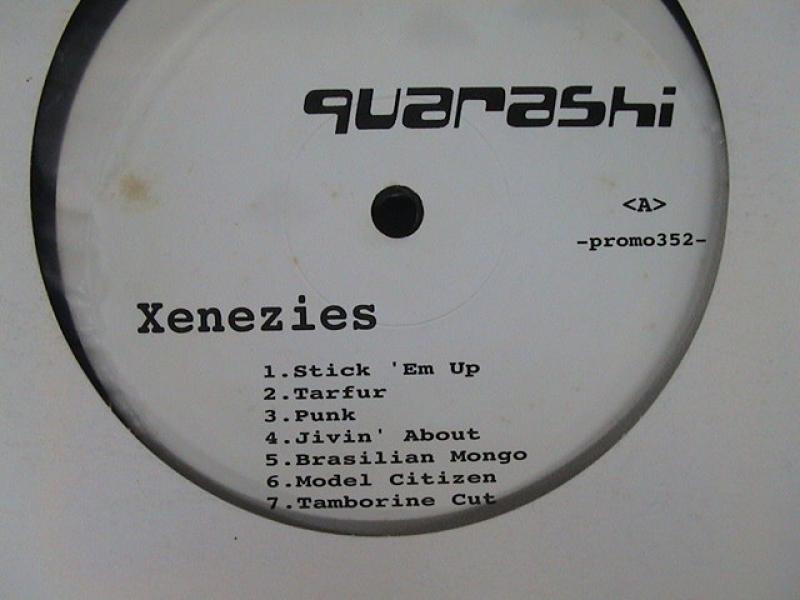 quarashi
<A>
-promo352-
Xenezies
1.Stick 'Em Up
2.Tarfur
3.Punk
4.Jivin' About
5.Brasilian Mongo
6.Model Citizen
7.Tamborine Cut